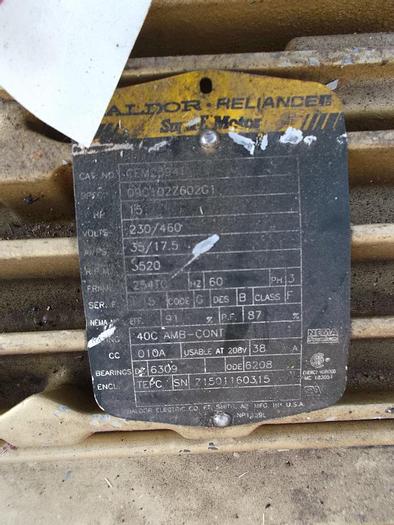 BALDOR · RELIANCE
Super-E Motor
CAT. NO.
SPEC. 09C102Z602G1
HP 15
VOLTS 230/460
AMPS 35/17.5
R.P.M. 3520
FRAME 254TC HZ 60 PH 3
SER.F. CODE G DES B CLASS F
NEMA NOM. EFF. 91 % P.F. 87 %
RATING 40C AMB-CONT
CC 010A USABLE AT 208V 38 A
BEARINGS DE 6309 ODE 6208
ENCL. TEFC SN Z1501160315
BALDOR ELECTRIC CO. FT. SMITH, AR. MFG. IN U.S.A.
NEMA